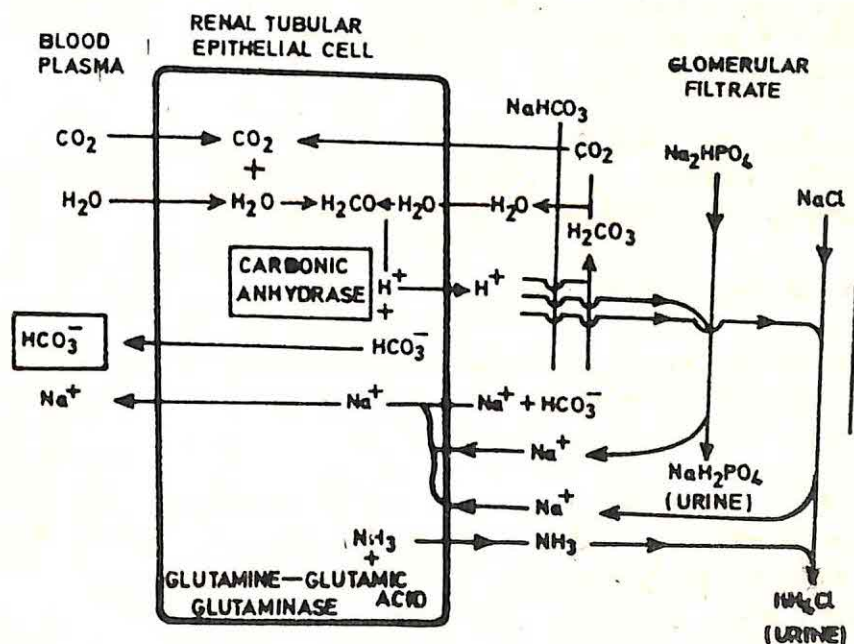 BLOOD
PLASMA
RENAL TUBULAR
EPITHELIAL CELL
GLOMERULAR
FILTRATE
NaHCO₃
CO₂
CO₂
CO₂
Na₂HPO₄
+
NaCl
H₂O
H₂O
H₂CO
H₂O
H₂O
H₂CO₃
CARBONIC
ANHYDRASE
H⁺
H⁺
+
HCO₃⁻
HCO₃⁻
Na⁺
Na⁺
Na⁺ + HCO₃⁻
Na⁺
NaH₂PO₄
(URINE)
Na⁺
NH₃
+
NH₃
GLUTAMINE—GLUTAMIC
ACID
GLUTAMINASE
NH₄Cl
(URINE)